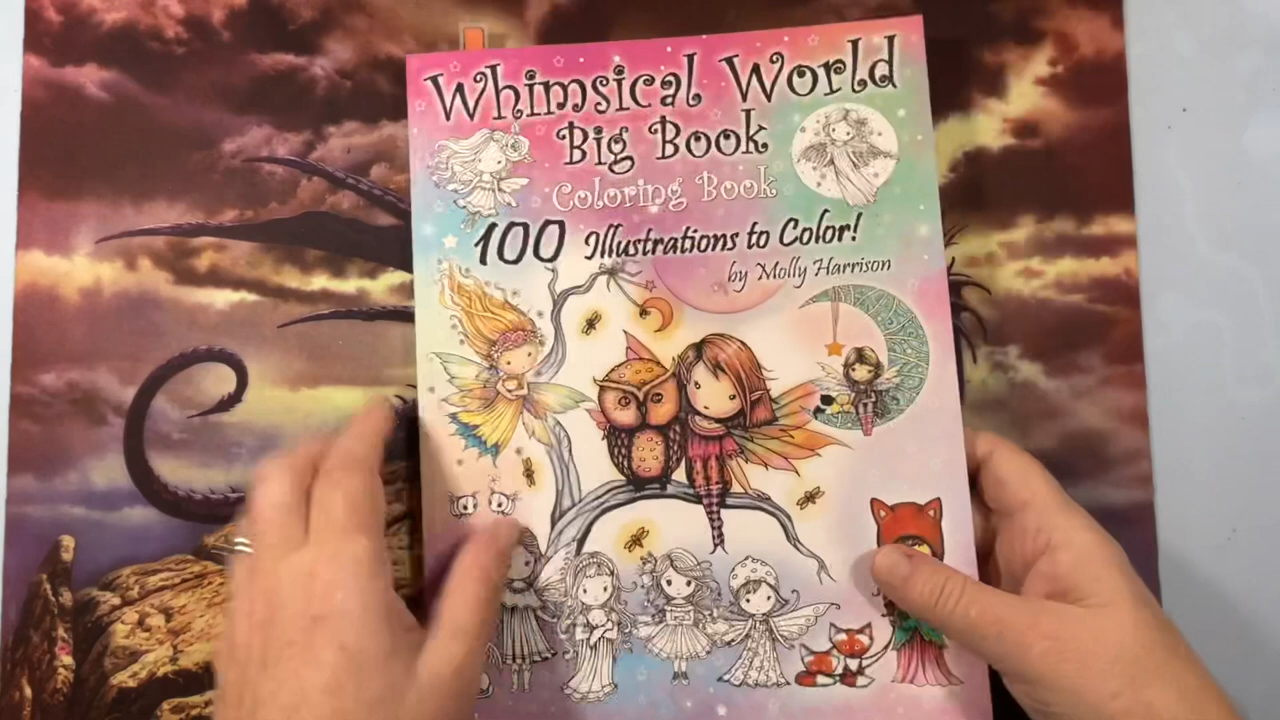 Whimsical World
Big Book
Coloring Book
100 Illustrations to Color!
by Molly Harrison